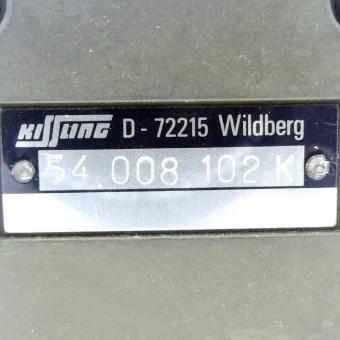 KISSLING D - 72215 Wildberg
54 008 102 K